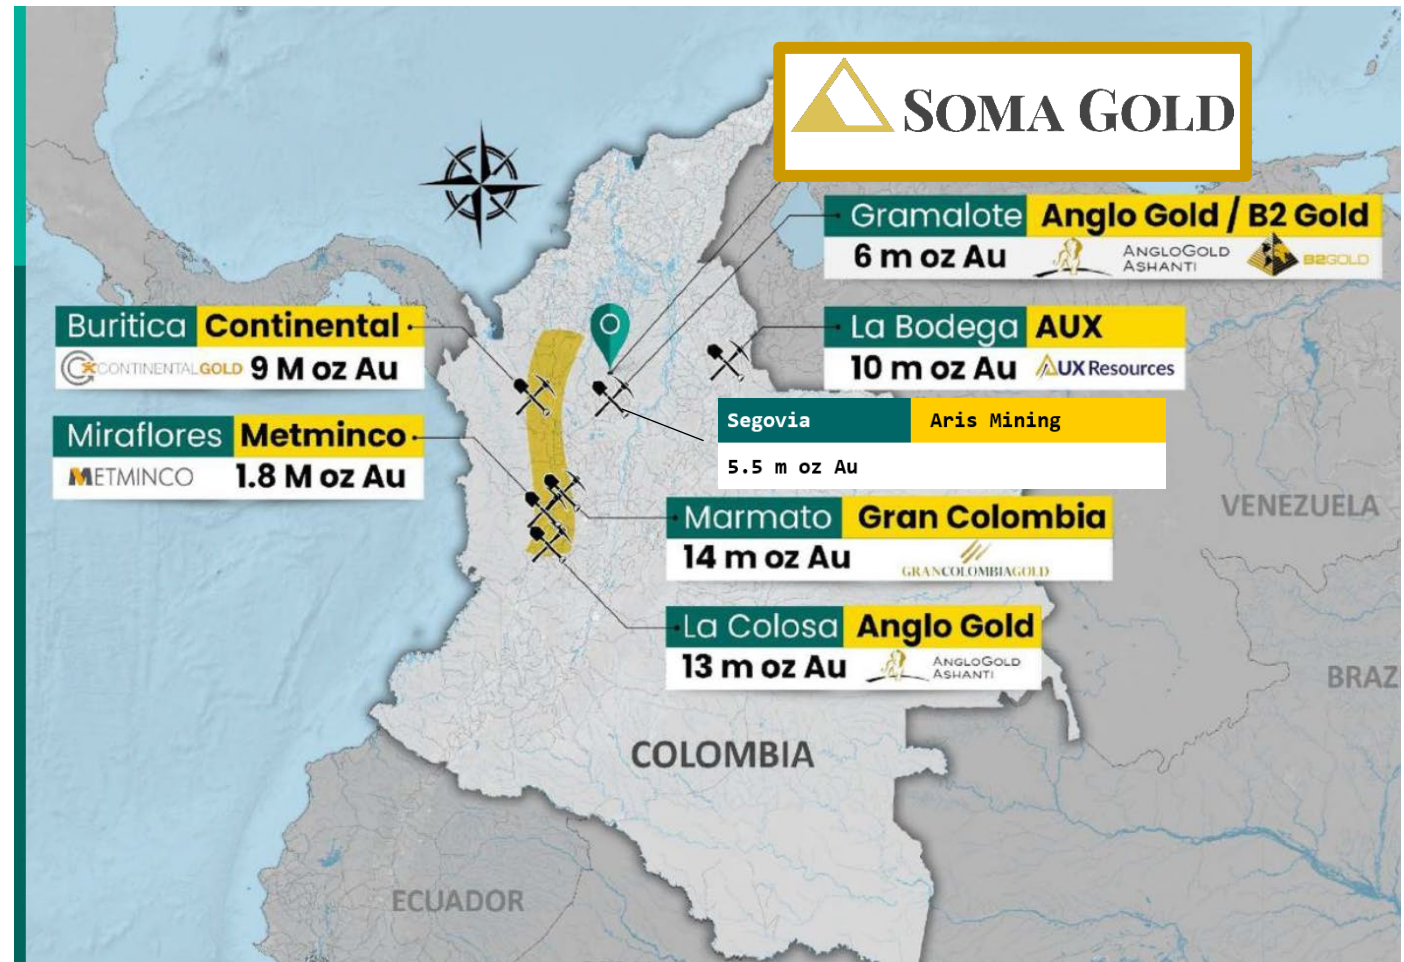 SOMA GOLD
Gramalote Anglo Gold / B2 Gold
6 m oz Au ANGLOGOLD ASHANTI B2GOLD
Buritica Continental
CONTINENTAL GOLD 9 M oz Au
La Bodega AUX
10 m oz Au AUX Resources
Miraflores Metminco
METMINCO 1.8 M oz Au
Segovia Aris Mining
5.5 m oz Au
Marmato Gran Colombia
14 m oz Au GRANCOLOMBIAGOLD
La Colosa Anglo Gold
13 m oz Au ANGLOGOLD ASHANTI
VENEZUELA
BRAZ
COLOMBIA
ECUADOR